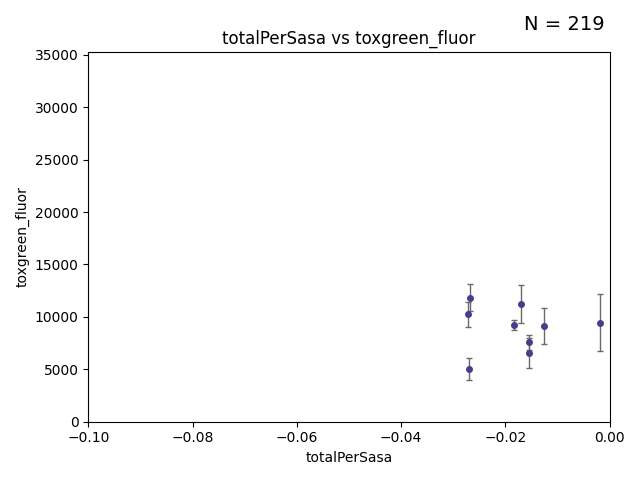 N = 219
totalPerSasa vs toxgreen_fluor
35000
30000
25000
20000
15000
10000
5000
0
toxgreen_fluor
−0.10 −0.08 −0.06 −0.04 −0.02 0.00
totalPerSasa